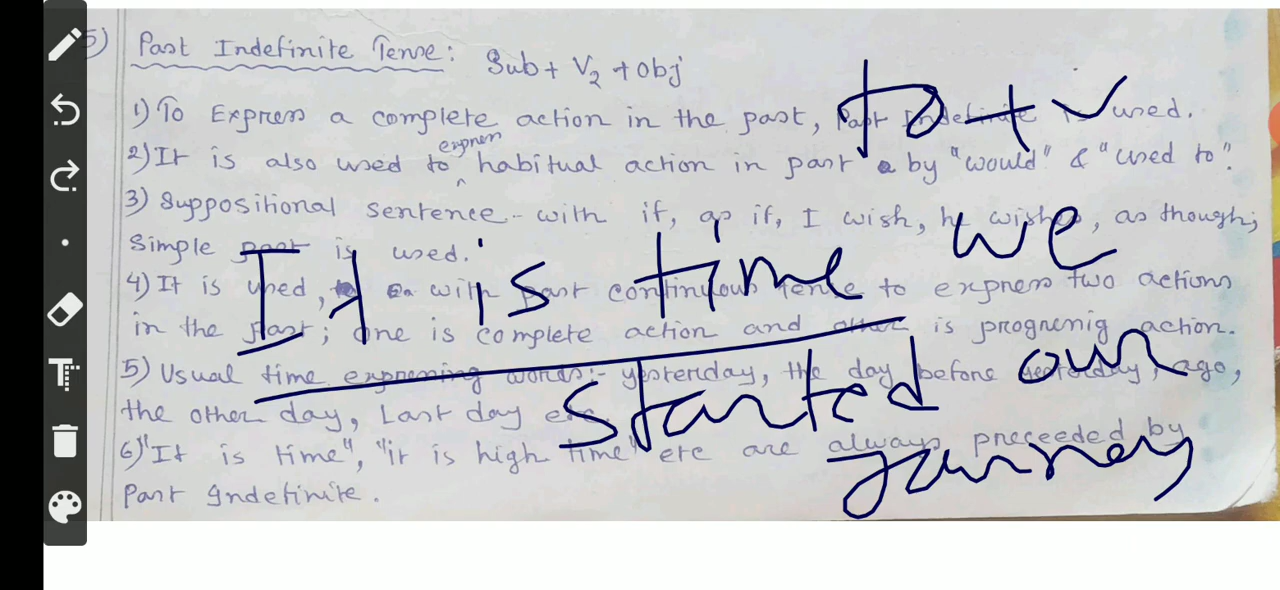 5) Past Indefinite Tense: Sub + V2 + Obj
1) To Express a complete action in the past, Past Indefinite is used.
2) It is also used to express habitual action in past by "would" & "used to".
3) Suppositional sentence - with if, as if, I wish, he wishes, as though;
Simple past is used.
4) It is used, with past continuous tense to express two actions
in the past; one is complete action and other is progrenig action.
5) Usual time expressing words:- yesterday, the day before yesterday, ago,
the other day, Last day etc.
6) "It is time", "it is high time" etc are always preceeded by
Past Indefinite.
to + v
It is time we
started our
journey